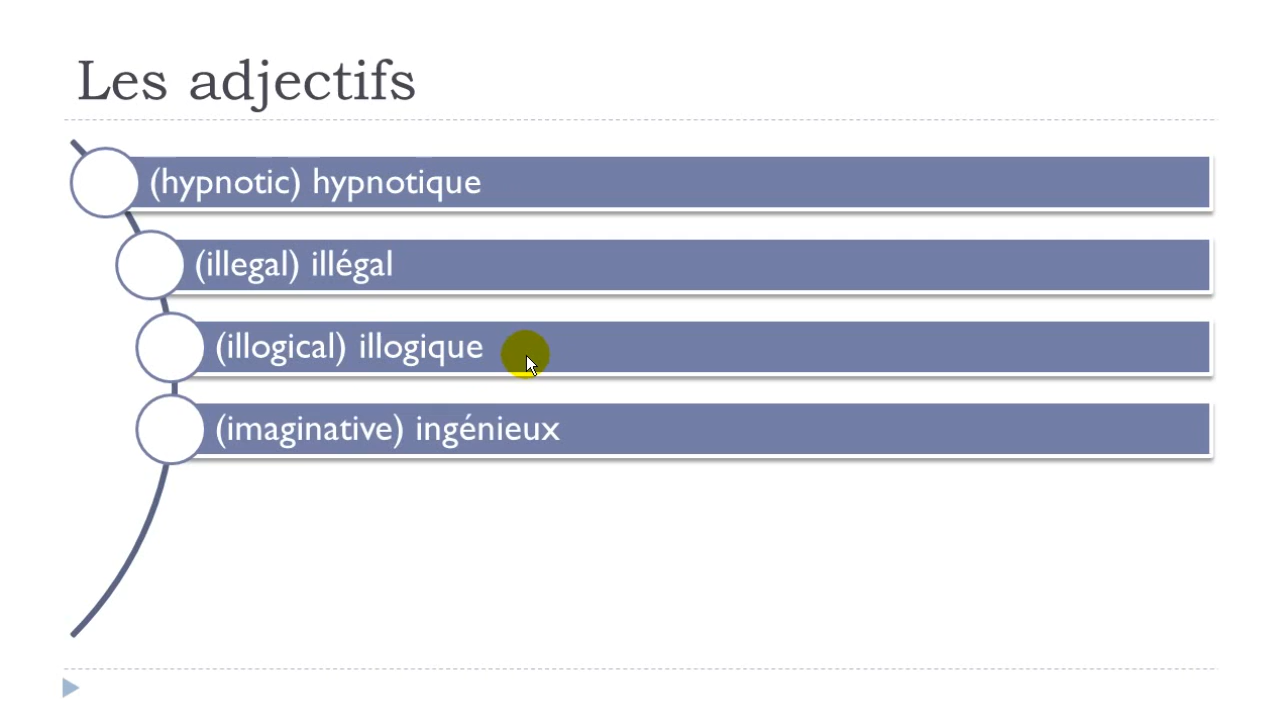 Les adjectifs
(hypnotic) hypnotique
(illegal) illégal
(illogical) illogique
(imaginative) ingénieux